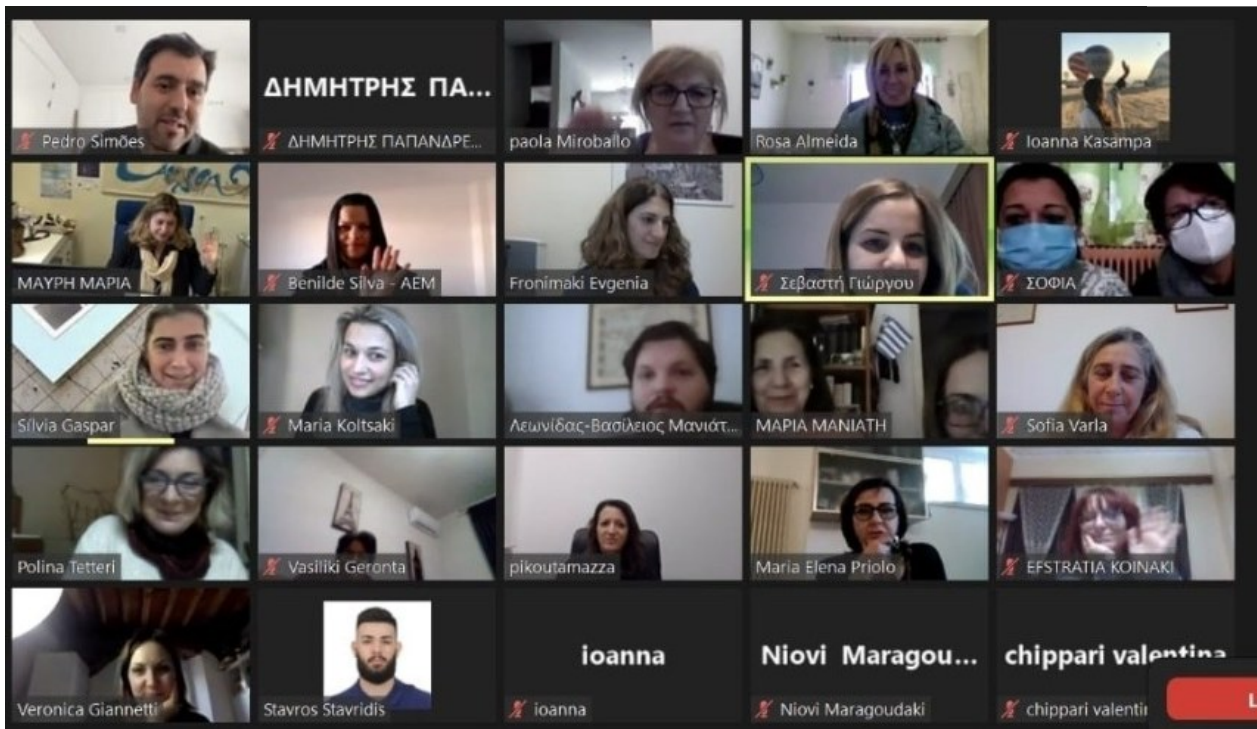 Pedro Simões
ΔΗΜΗΤΡΗΣ ΠΑ...
ΔΗΜΗΤΡΗΣ ΠΑΠΑΝΔΡΕ...
paola Miroballo
Rosa Almeida
Ioanna Kasampa
ΜΑΥΡΗ ΜΑΡΙΑ
Benilde Silva - AEM
Fronimaki Evgenia
Σεβαστή Γιώργου
ΣΟΦΙΑ
Sílvia Gaspar
Maria Koltsaki
Λεωνίδας-Βασίλειος Μανιάτ...
ΜΑΡΙΑ ΜΑΝΙΑΤΗ
Sofia Varla
Polina Tetteri
Vasiliki Geronta
pikoutamazza
Maria Elena Priolo
EFSTRATIA KOINAKI
Veronica Giannetti
Stavros Stavridis
ioanna
ioanna
Niovi Maragou...
Niovi Maragoudaki
chippari valentina
chippari valentin
L